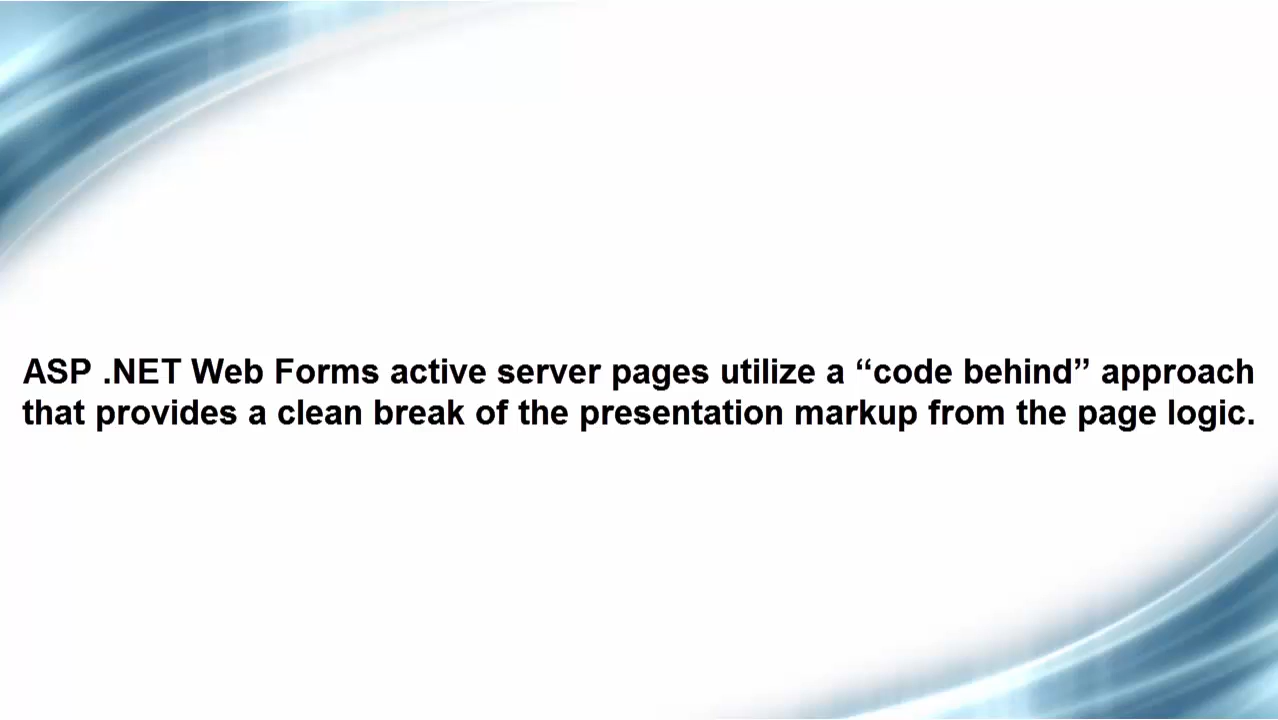 ASP .NET Web Forms active server pages utilize a “code behind” approach
that provides a clean break of the presentation markup from the page logic.